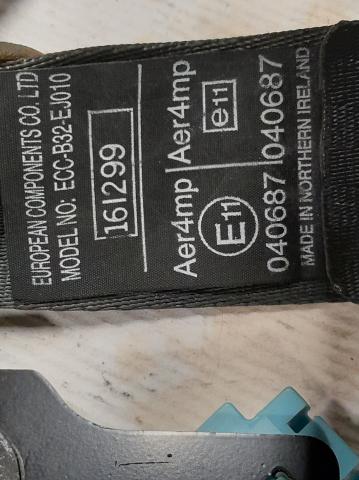 EUROPEAN COMPONENTS CO. LTD
MODEL NO: ECC-B32-EJ010
161299
Aer4mp
E11
040687
Aer4mp
e11
040687
MADE IN NORTHERN IRELAND